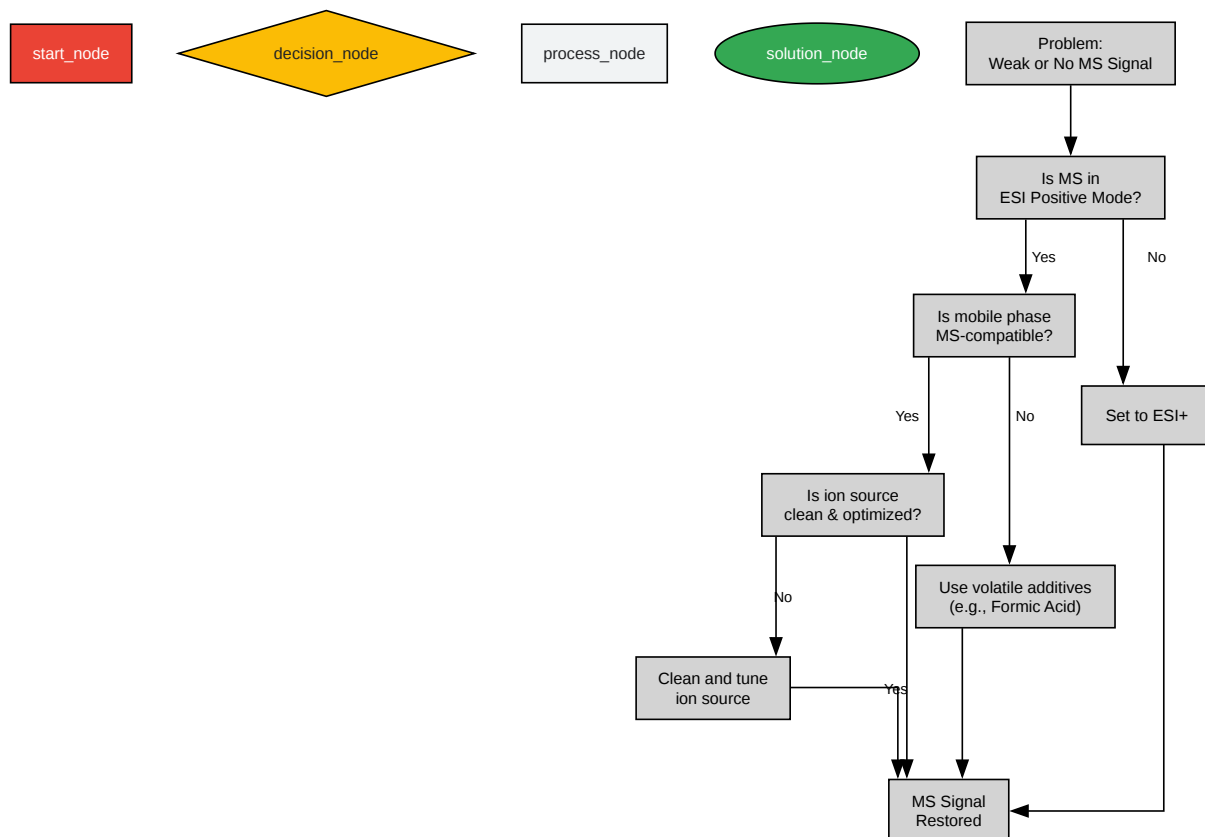 start_node
decision_node
process_node
solution_node
Problem:
Weak or No MS Signal
Is MS in
ESI Positive Mode?
Yes
No
Is mobile phase
MS-compatible?
Yes
No
Set to ESI+
Is ion source
clean & optimized?
No
Use volatile additives
(e.g., Formic Acid)
Clean and tune
ion source
Yes
MS Signal
Restored